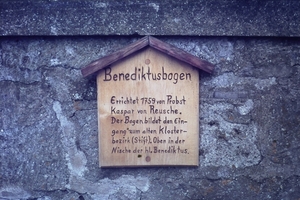 Benediktusbogen
Errichtet 1759 von Probst
Kaspar von Reusche.
Der Bogen bildet den Ein-
gang zum alten Kloster-
bezirk (Stift). Oben in der
Nische der hl. Benediktus.